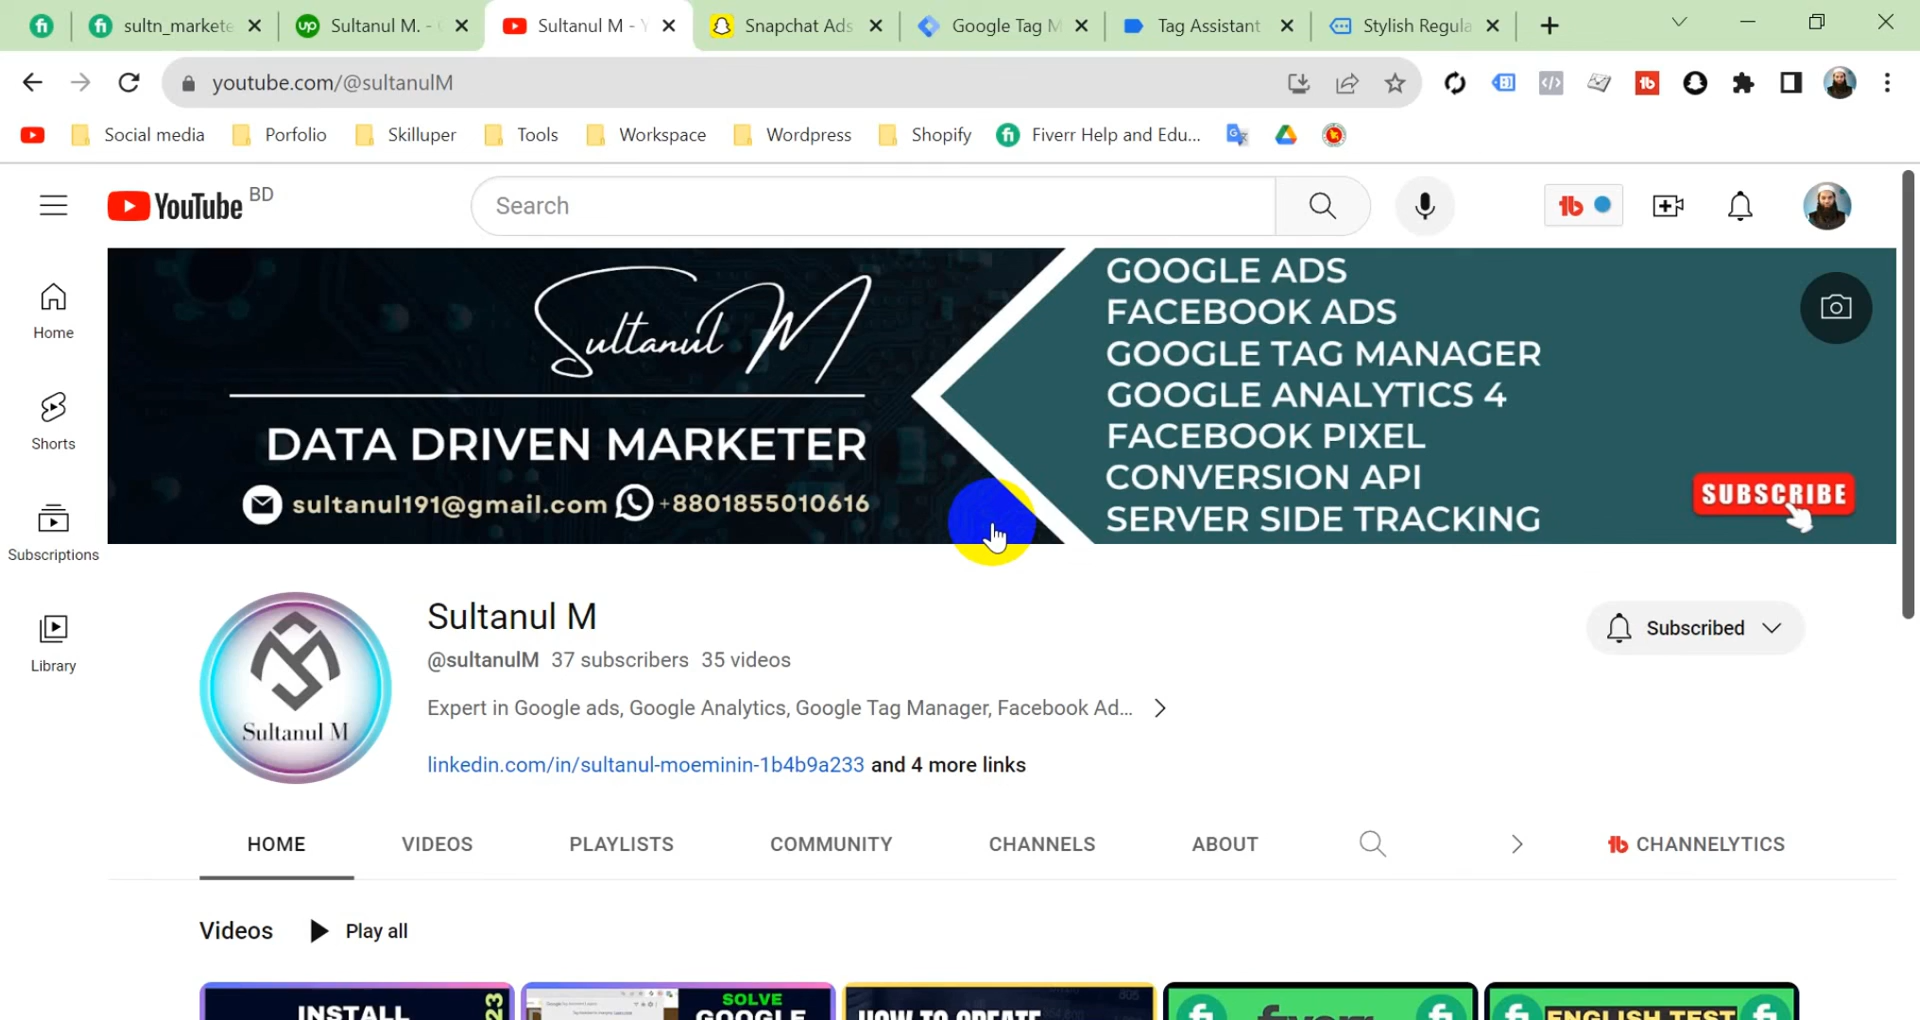 sultn_markete
Sultanul M. -
Sultanul M - Y
Snapchat Ads
Google Tag M
Tag Assistant
Stylish Regula
youtube.com/@sultanulM
Social media
Porfolio
Skilluper
Tools
Workspace
Wordpress
Shopify
Fiverr Help and Edu...
YouTube BD
Search
Home
Shorts
Subscriptions
Library
Sultanul M
DATA DRIVEN MARKETER
sultanul191@gmail.com +8801855010616
GOOGLE ADS
FACEBOOK ADS
GOOGLE TAG MANAGER
GOOGLE ANALYTICS 4
FACEBOOK PIXEL
CONVERSION API
SERVER SIDE TRACKING
SUBSCRIBE
Sultanul M
Sultanul M
@sultanulM 37 subscribers 35 videos
Expert in Google ads, Google Analytics, Google Tag Manager, Facebook Ad...
linkedin.com/in/sultanul-moeminin-1b4b9a233 and 4 more links
Subscribed
HOME
VIDEOS
PLAYLISTS
COMMUNITY
CHANNELS
ABOUT
CHANNELYTICS
Videos
Play all
INSTALL
23
SOLVE
GOOGLE
HOW TO CREATE
fiverr
ENGLISH TEST